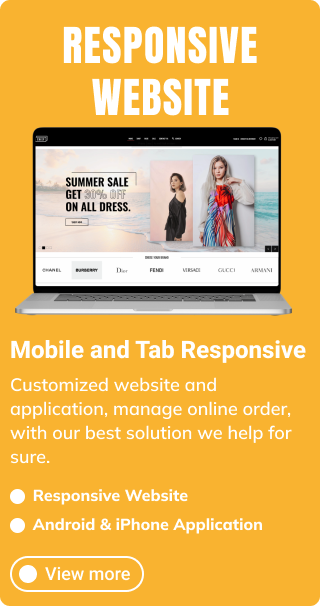 RESPONSIVE
WEBSITE
SUMMER SALE
GET 30% OFF
ON ALL DRESS.
CHANEL BURBERRY Dior FENDI VERSACE GUCCI ARMANI
Mobile and Tab Responsive
Customized website and
application, manage online order,
with our best solution we help for
sure.
Responsive Website
Android & iPhone Application
View more